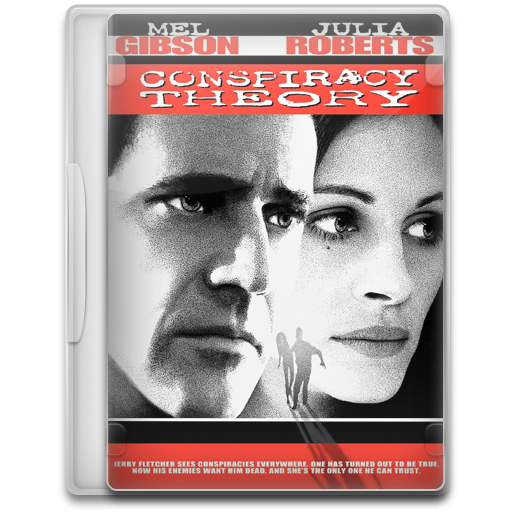 MEL JULIA
GIBSON ROBERTS
CONSPIRACY
THEORY
JERRY FLETCHER SEES CONSPIRACIES EVERYWHERE. ONE HAS TURNED OUT TO BE TRUE.
NOW HIS ENEMIES WANT HIM DEAD. AND SHE'S THE ONLY ONE HE CAN TRUST.